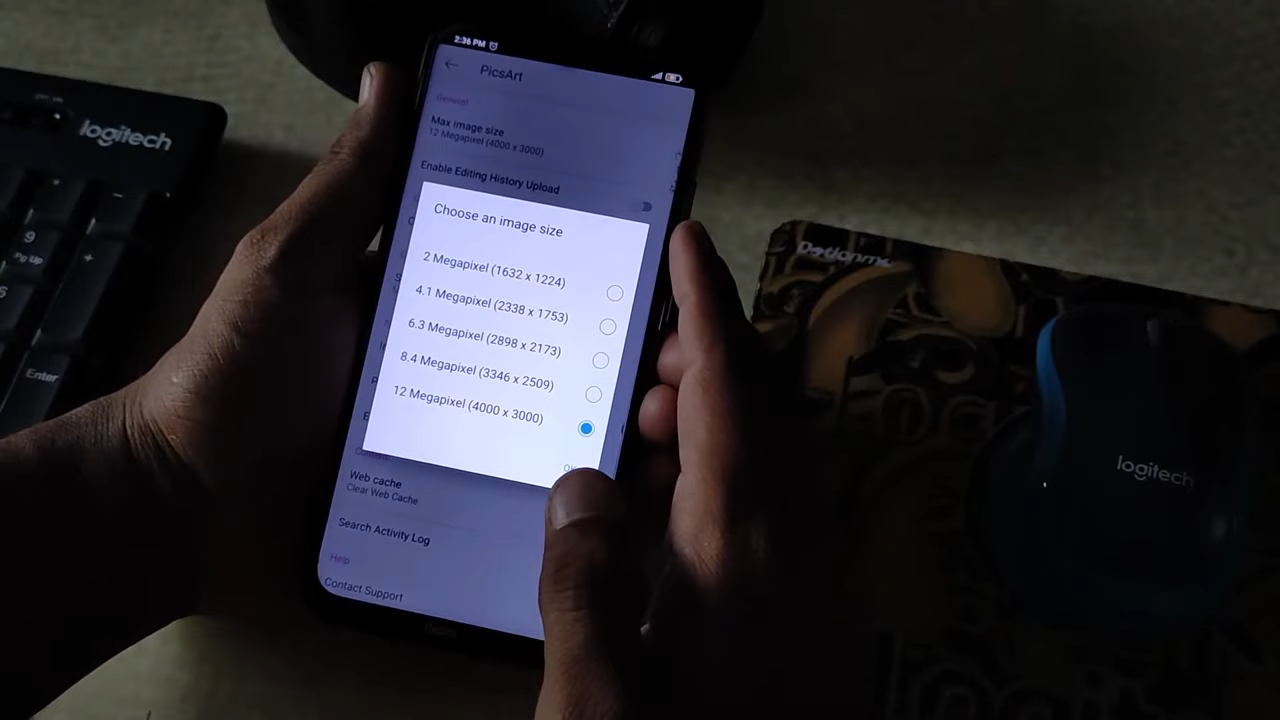 2:36 PM
PicsArt
General
Max image size
12 Megapixel (4000 x 3000)
Enable Editing History Upload
Choose an image size
2 Megapixel (1632 x 1224)
4.1 Megapixel (2338 x 1753)
6.3 Megapixel (2898 x 2173)
8.4 Megapixel (3346 x 2509)
12 Megapixel (4000 x 3000)
Web cache
Clear Web Cache
Search Activity Log
Help
Contact Support
logitech
9
Pg Up
+
Enter
logitech